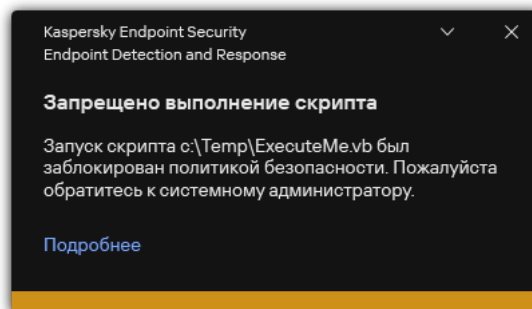 Kaspersky Endpoint Security
Endpoint Detection and Response
Запрещено выполнение скрипта
Запуск скрипта c:\Temp\ExecuteMe.vb был
заблокирован политикой безопасности. Пожалуйста
обратитесь к системному администратору.
Подробнее